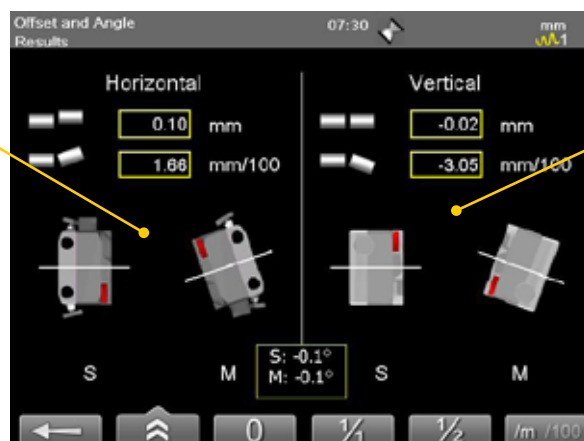 Offset and Angle
Results
07:30
mm
1
Horizontal
Vertical
0.10 mm
-0.02 mm
1.66 mm/100
-3.05 mm/100
S
M
S: -0.1°
M: -0.1°
S
M
0
1/1
1/2
/m /100